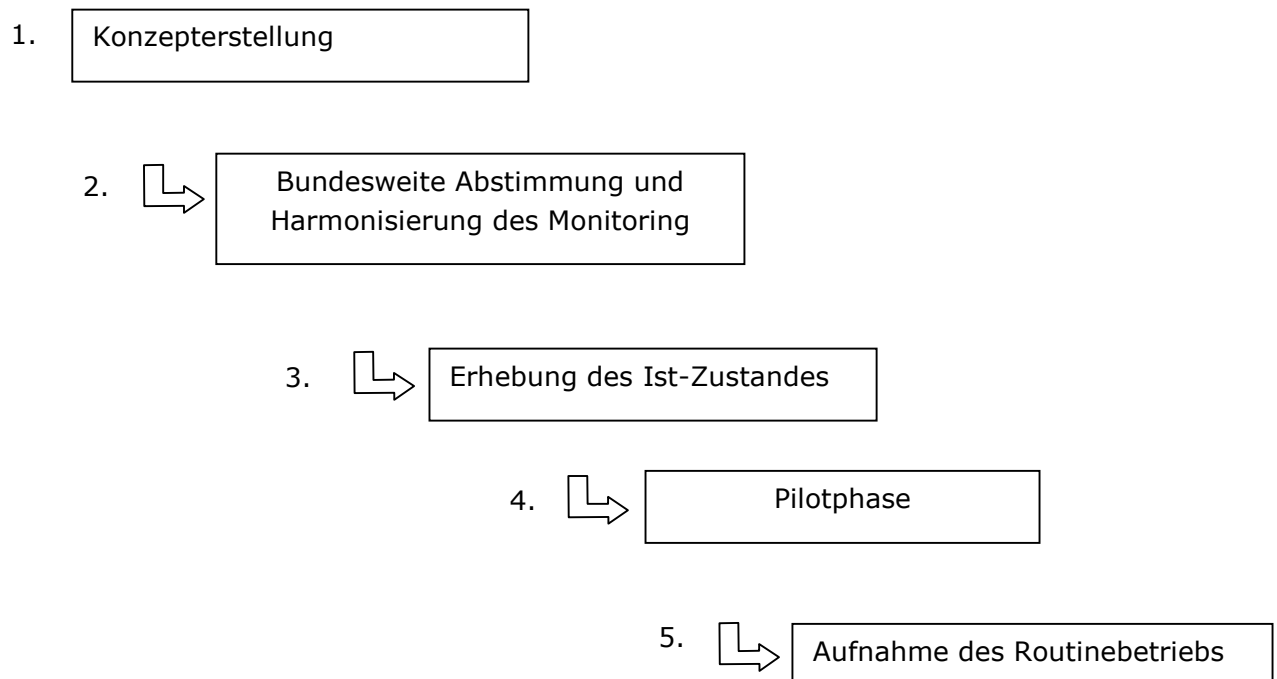 1. Konzepterstellung
2. Bundesweite Abstimmung und
Harmonisierung des Monitoring
3. Erhebung des Ist-Zustandes
4. Pilotphase
5. Aufnahme des Routinebetriebs